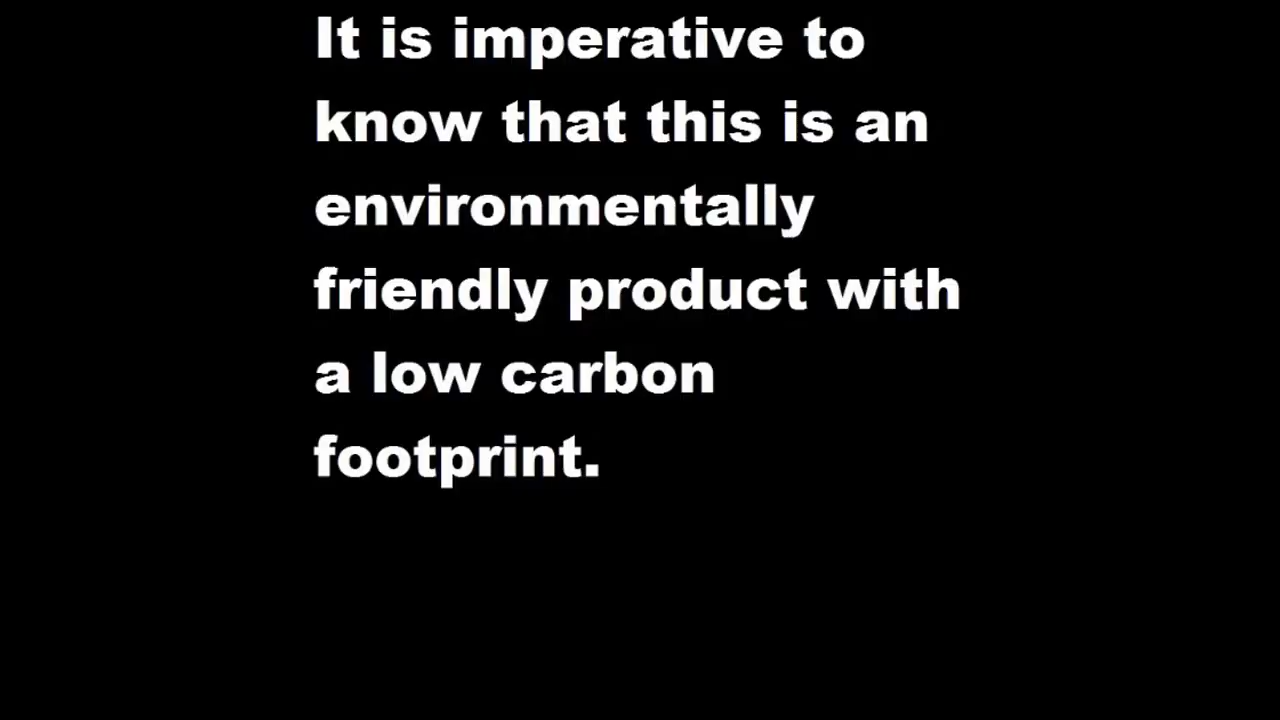 It is imperative to
know that this is an
environmentally
friendly product with
a low carbon
footprint.